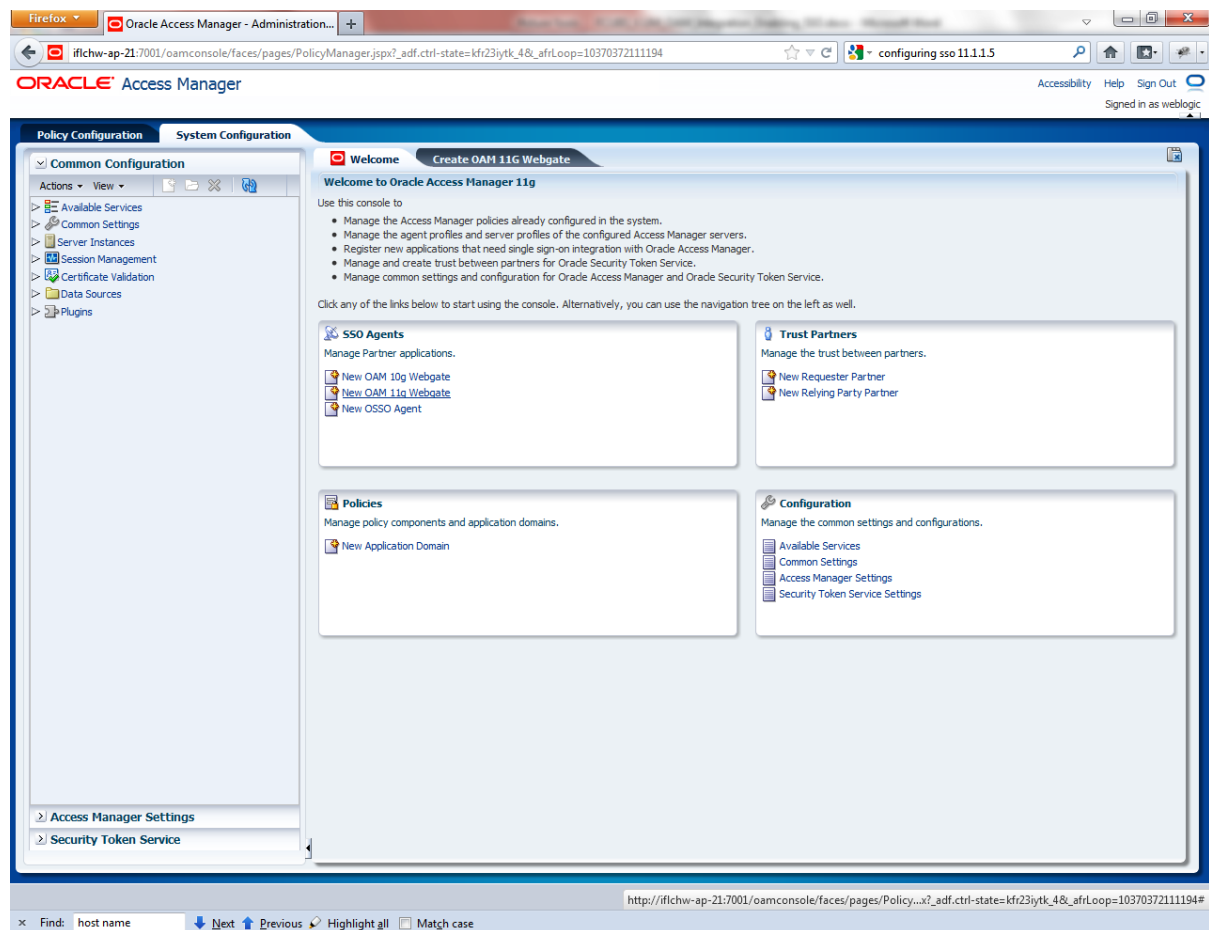 Firefox
Oracle Access Manager - Administration...
iflchw-ap-21:7001/oamconsole/faces/pages/PolicyManager.jspx?_adf.ctrl-state=kfr23iytk_4&_afrLoop=10370372111194
configuring sso 11.1.1.5
ORACLE Access Manager
Accessibility Help Sign Out
Signed in as weblogic
Policy Configuration System Configuration
Common Configuration
Actions View
Available Services
Common Settings
Server Instances
Session Management
Certificate Validation
Data Sources
Plugins
Access Manager Settings
Security Token Service
Welcome Create OAM 11G Webgate
Welcome to Oracle Access Manager 11g
Use this console to
• Manage the Access Manager policies already configured in the system.
• Manage the agent profiles and server profiles of the configured Access Manager servers.
• Register new applications that need single sign-on integration with Oracle Access Manager.
• Manage and create trust between partners for Oracle Security Token Service.
• Manage common settings and configuration for Oracle Access Manager and Oracle Security Token Service.
Click any of the links below to start using the console. Alternatively, you can use the navigation tree on the left as well.
SSO Agents
Manage Partner applications.
New OAM 10g Webgate
New OAM 11g Webgate
New OSSO Agent
Trust Partners
Manage the trust between partners.
New Requester Partner
New Relying Party Partner
Policies
Manage policy components and application domains.
New Application Domain
Configuration
Manage the common settings and configurations.
Available Services
Common Settings
Access Manager Settings
Security Token Service Settings
http://iflchw-ap-21:7001/oamconsole/faces/pages/Policy...x?_adf.ctrl-state=kfr23iytk_4&_afrLoop=10370372111194#
× Find: host name Next Previous Highlight all Match case